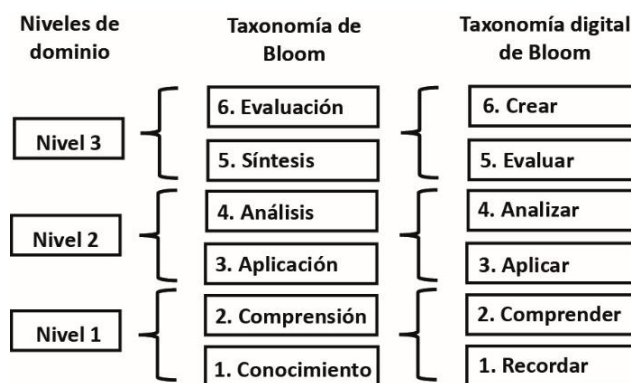 Niveles de
dominio
Taxonomía de
Bloom
Taxonomía digital
de Bloom
Nivel 3
6. Evaluación
6. Crear
5. Síntesis
5. Evaluar
Nivel 2
4. Análisis
4. Analizar
3. Aplicación
3. Aplicar
Nivel 1
2. Comprensión
2. Comprender
1. Conocimiento
1. Recordar